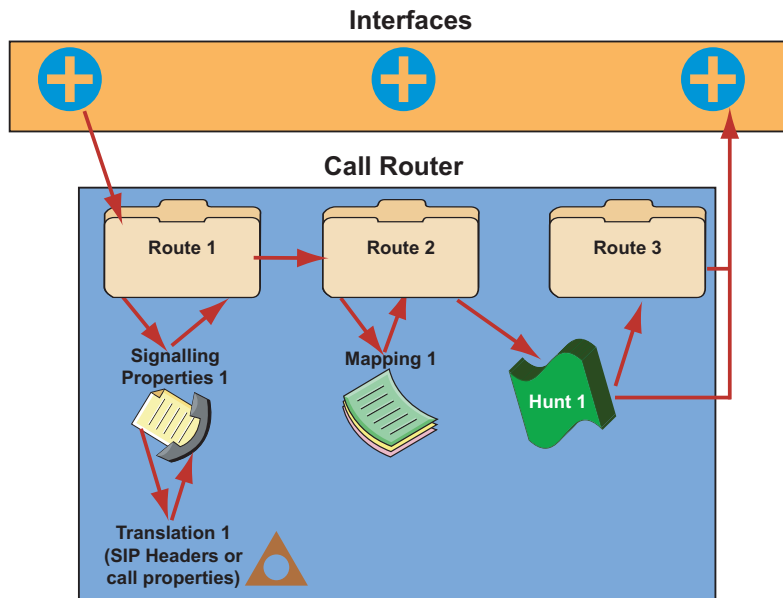 Interfaces
Call Router
Route 1
Route 2
Route 3
Signalling
Properties 1
Mapping 1
Hunt 1
Translation 1
(SIP Headers or
call properties)